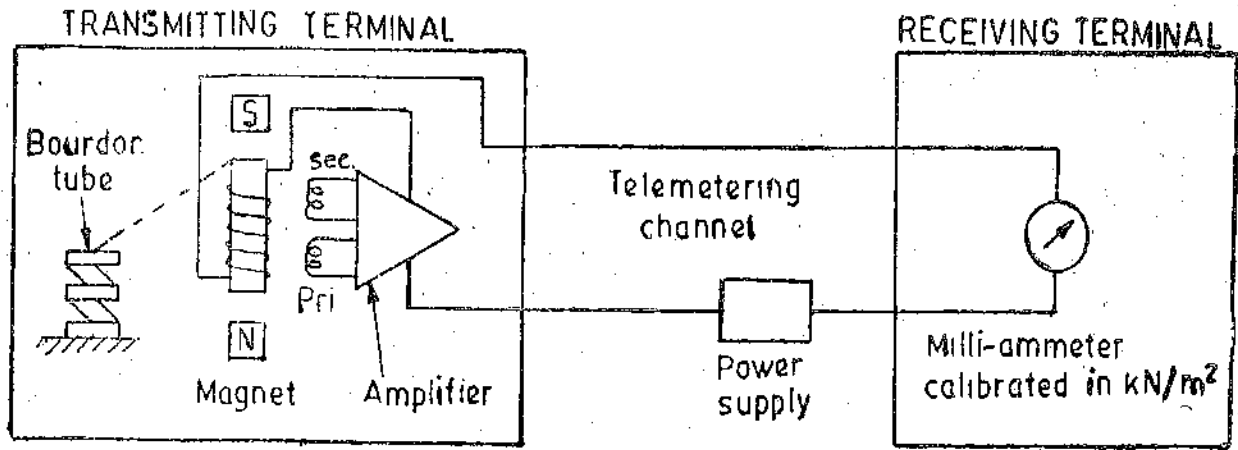 TRANSMITTING TERMINAL
RECEIVING TERMINAL
S
Bourdon
tube
sec.
Telemetering
channel
Pri
N
Magnet
Amplifier
Power
supply
Milli-ammeter
calibrated in kN/m²